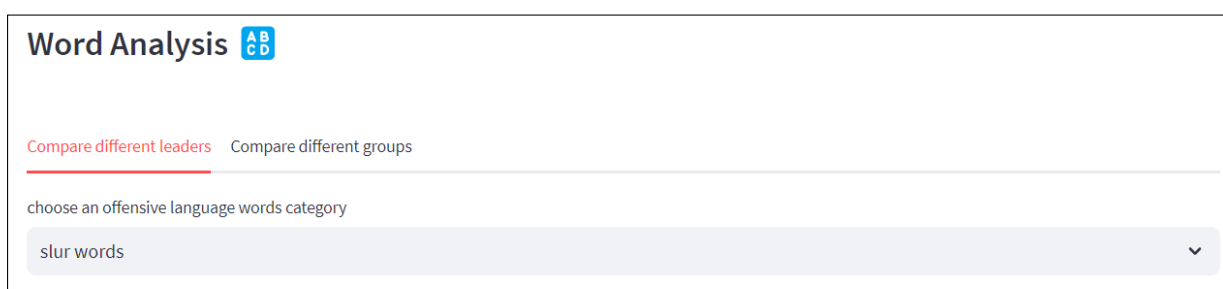 Word Analysis 🔠
Compare different leaders Compare different groups
choose an offensive language words category
slur words